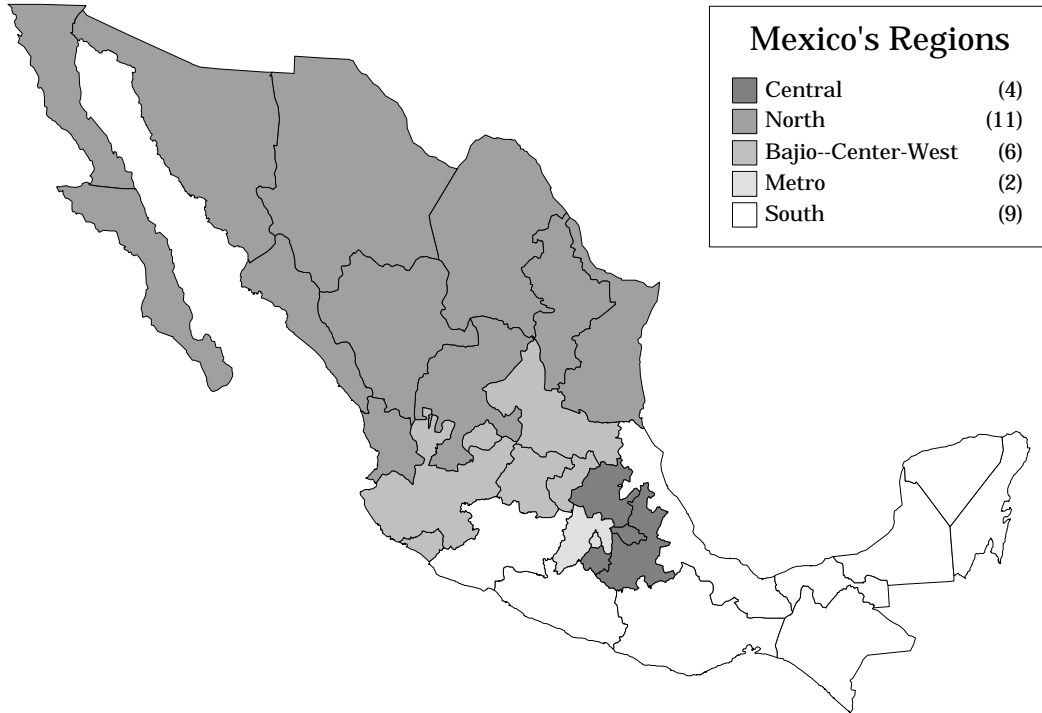 Mexico's Regions
Central (4)
North (11)
Bajio--Center-West (6)
Metro (2)
South (9)